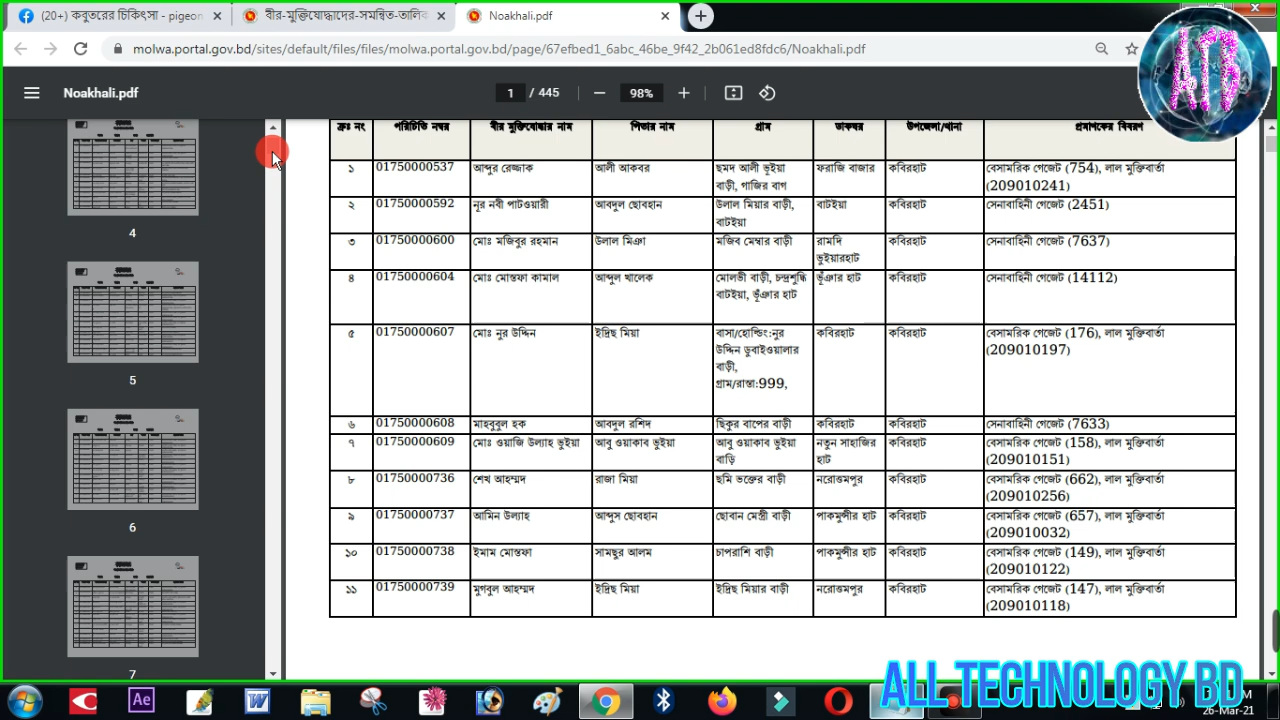 (20+) কবুতরের চিকিৎসা - pigeon
বীর-মুক্তিযোদ্ধাদের-সমন্বিত-তালিক
Noakhali.pdf
molwa.portal.gov.bd/sites/default/files/files/molwa.portal.gov.bd/page/67efbed1_6abc_46be_9f42_2b061ed8fdc6/Noakhali.pdf
Noakhali.pdf
1 / 445
98%
4
5
6
7
ক্রঃ নং পরিচিতি নম্বর বীর মুক্তিযোদ্ধার নাম পিতার নাম গ্রাম ডাকঘর উপজেলা/থানা প্রমাণকের বিবরণ
১ 01750000537 আব্দুর রেজ্জাক আলী আকবর ছমদ আলী ভূইয়া ফরাজি বাজার কবিরহাট বেসামরিক গেজেট (754), লাল মুক্তিবার্তা
বাড়ী, গাজির বাগ (209010241)
২ 01750000592 নূর নবী পাটওয়ারী আবদুল ছোবহান উলাল মিয়ার বাড়ী, বাটইয়া কবিরহাট সেনাবাহিনী গেজেট (2451)
বাটইয়া
৩ 01750000600 মোঃ মজিবুর রহমান উলাল মিঞা মজিব মেম্বার বাড়ী রামদি কবিরহাট সেনাবাহিনী গেজেট (7637)
ভুইয়ারহাট
৪ 01750000604 মোঃ মোস্তফা কামাল আব্দুল খালেক মোলভী বাড়ী, চন্দ্রশুদ্ধি ভূঁঞার হাট কবিরহাট সেনাবাহিনী গেজেট (14112)
বাটইয়া, ভূঁঞার হাট
৫ 01750000607 মোঃ নুর উদ্দিন ইদ্রিছ মিয়া বাসা/হোল্ডিং:নুর কবিরহাট কবিরহাট বেসামরিক গেজেট (176), লাল মুক্তিবার্তা
উদ্দিন ডুবাইওয়ালার (209010197)
বাড়ী,
গ্রাম/রাস্তা:999,
৬ 01750000608 মাহবুবুল হক আবদুল রশিদ ছিকুর বাপের বাড়ী কবিরহাট কবিরহাট সেনাবাহিনী গেজেট (7633)
৭ 01750000609 মোঃ ওয়াজি উল্যাহ ভুইয়া আবু ওয়াকাব ভুইয়া আবু ওয়াকাব ভুইয়া নতুন সাহাজির কবিরহাট বেসামরিক গেজেট (158), লাল মুক্তিবার্তা
বাড়ি হাট (209010151)
৮ 01750000736 শেখ আহম্মদ রাজা মিয়া ছমি ভক্তের বাড়ী নরোত্তমপুর কবিরহাট বেসামরিক গেজেট (662), লাল মুক্তিবার্তা
(209010256)
৯ 01750000737 আমিন উল্যাহ আব্দুস ছোবহান ছোবান মেস্ত্রী বাড়ী পাকমুন্সীর হাট কবিরহাট বেসামরিক গেজেট (657), লাল মুক্তিবার্তা
(209010032)
১০ 01750000738 ইমাম মোস্তফা সামছুর আলম চাপরাশি বাড়ী পাকমুন্সীর হাট কবিরহাট বেসামরিক গেজেট (149), লাল মুক্তিবার্তা
(209010122)
১১ 01750000739 মুগবুল আহম্মদ ইদ্রিছ মিয়া ইদ্রিছ মিয়ার বাড়ী নরোত্তমপুর কবিরহাট বেসামরিক গেজেট (147), লাল মুক্তিবার্তা
(209010118)
ALL TECHNOLOGY BD
26-Mar-21